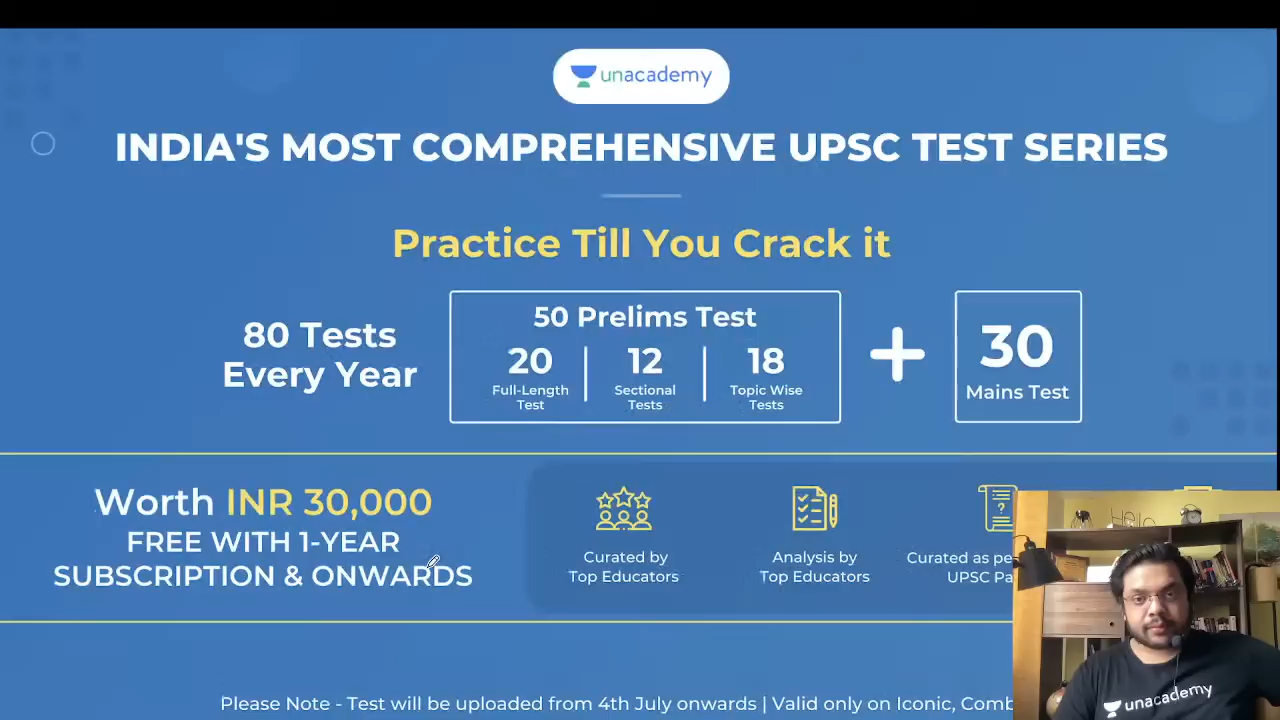 unacademy
INDIA'S MOST COMPREHENSIVE UPSC TEST SERIES
Practice Till You Crack it
80 Tests
Every Year
50 Prelims Test
20
Full-Length
Test
12
Sectional
Tests
18
Topic Wise
Tests
+
30
Mains Test
Worth INR 30,000
FREE WITH 1-YEAR
SUBSCRIPTION & ONWARDS
Curated by
Top Educators
Analysis by
Top Educators
Curated as
UPSC
Hello
unacademy
Please Note - Test will be uploaded from 4th July onwards | Valid only on Iconic,